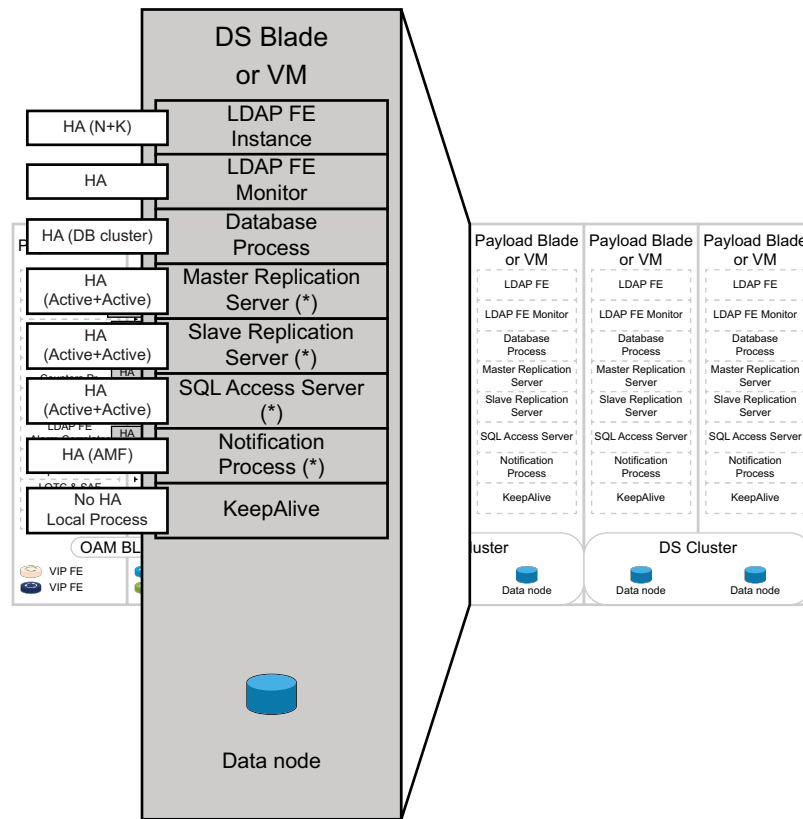 DS Blade
or VM
HA (N+K)
LDAP FE
Instance
HA
LDAP FE
Monitor
HA (DB cluster)
Database
Process
HA
(Active+Active)
Master Replication
Server (*)
HA
(Active+Active)
Slave Replication
Server (*)
HA
(Active+Active)
SQL Access Server
(*)
HA (AMF)
Notification
Process (*)
No HA
Local Process
KeepAlive
Data node
P
HA
LDAP FE
HA
LOTC & SAF
OAM BL
VIP FE
VIP FE
Payload Blade
or VM
LDAP FE
LDAP FE Monitor
Database
Process
Master Replication
Server
Slave Replication
Server
SQL Access Server
Notification
Process
KeepAlive
Payload Blade
or VM
LDAP FE
LDAP FE Monitor
Database
Process
Master Replication
Server
Slave Replication
Server
SQL Access Server
Notification
Process
KeepAlive
Payload Blade
or VM
LDAP FE
LDAP FE Monitor
Database
Process
Master Replication
Server
Slave Replication
Server
SQL Access Server
Notification
Process
KeepAlive
luster
Data node
DS Cluster
Data node
Data node